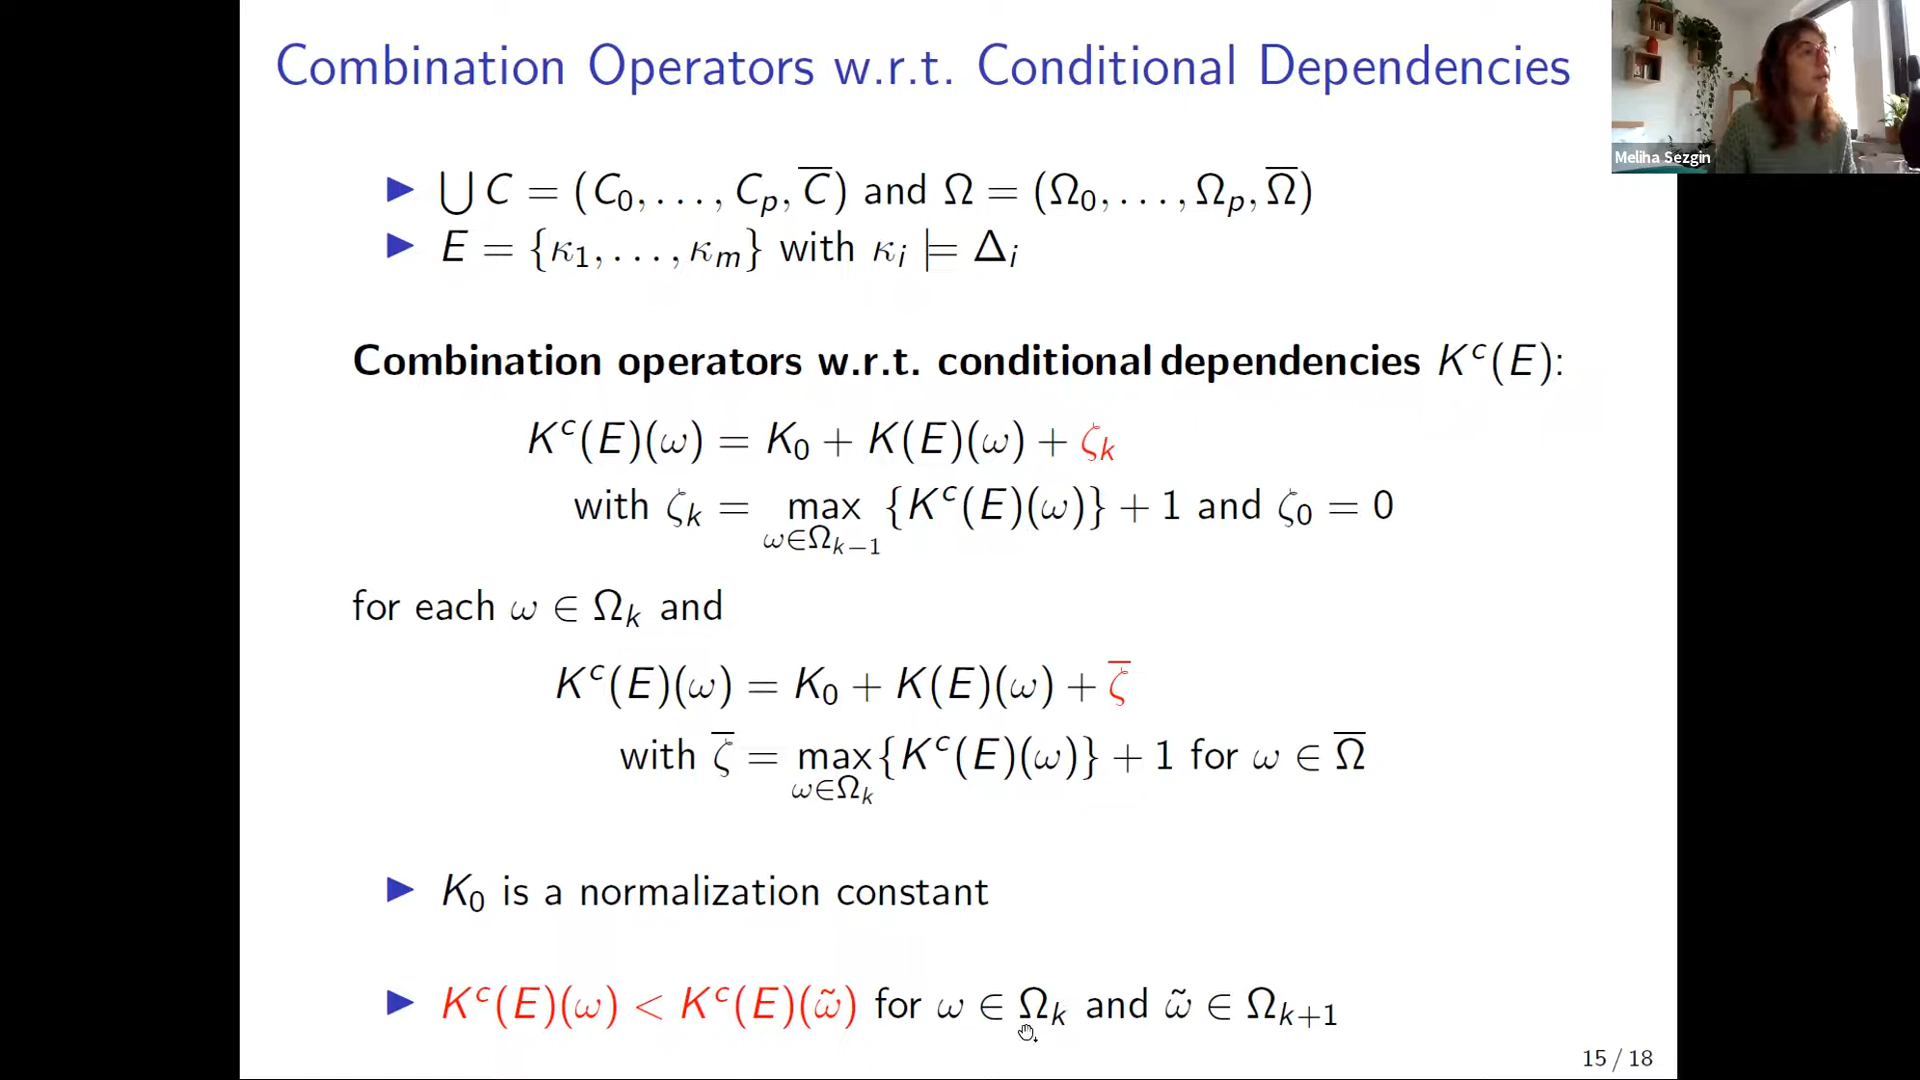 Combination Operators w.r.t. Conditional Dependencies
Meliha Sezgin
▶ ⋃ C = (C₀, . . . , Cₚ, C̅) and Ω = (Ω₀, . . . , Ωₚ, Ω̅)
▶ E = {κ₁, . . . , κₘ} with κᵢ ⊨ Δᵢ
Combination operators w.r.t. conditional dependencies Kᶜ(E):
Kᶜ(E)(ω) = K₀ + K(E)(ω) + ζₖ
with ζₖ = max {Kᶜ(E)(ω)} + 1 and ζ₀ = 0
ω∈Ωₖ₋₁
for each ω ∈ Ωₖ and
Kᶜ(E)(ω) = K₀ + K(E)(ω) + ζ̅
with ζ̅ = max{Kᶜ(E)(ω)} + 1 for ω ∈ Ω̅
ω∈Ωₖ
▶ K₀ is a normalization constant
▶ Kᶜ(E)(ω) < Kᶜ(E)(ω̃) for ω ∈ Ωₖ and ω̃ ∈ Ωₖ₊₁
15 / 18